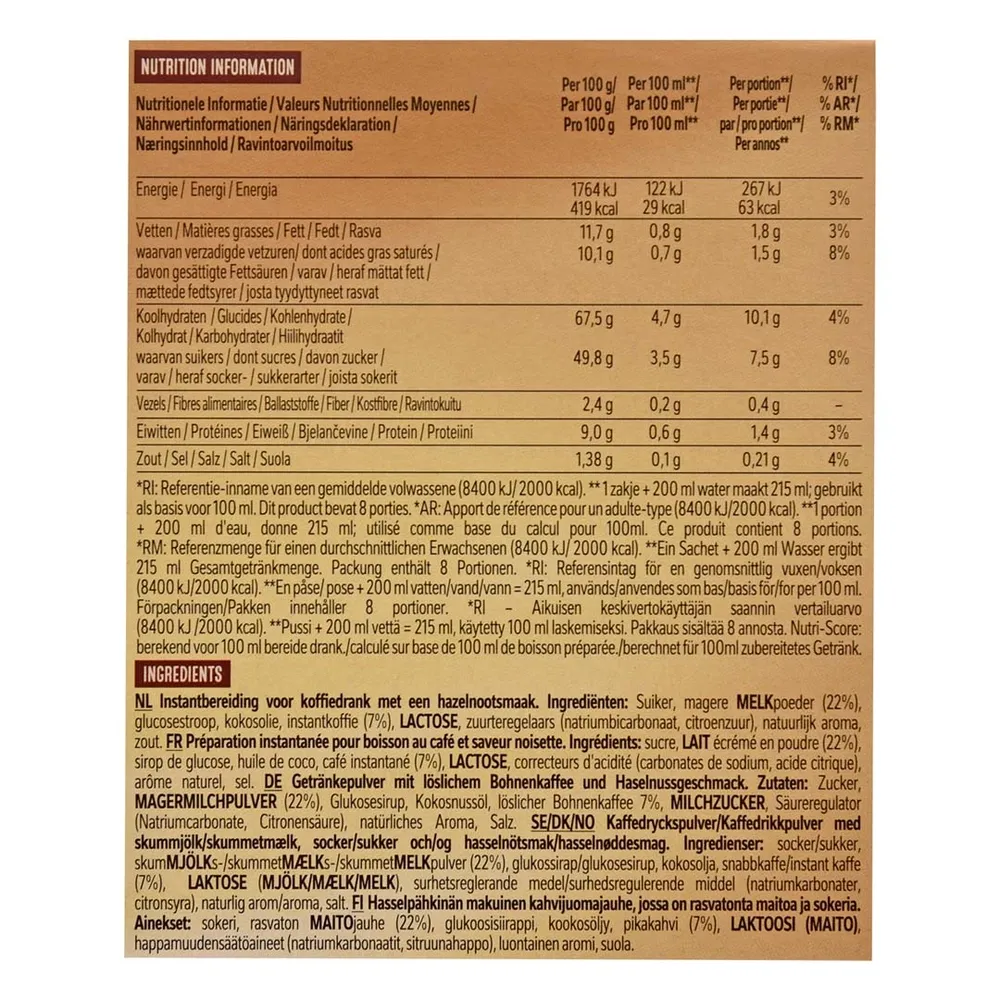 NUTRITION INFORMATION
Nutritionele Informatie / Valeurs Nutritionnelles Moyennes /
Nährwertinformationen / Näringsdeklaration /
Næringsinnhold / Ravintoarvoilmoitus
Per 100 g/ Per 100 ml**/ Per portion**/ % RI*/
Par 100 g/ Par 100 ml**/ Per portie**/ % AR*/
Pro 100 g Pro 100 ml** par / pro portion**/ % RM*
Per annos**
Energie / Energi / Energia 1764 kJ 122 kJ 267 kJ 3%
419 kcal 29 kcal 63 kcal
Vetten / Matières grasses / Fett / Fedt / Rasva 11,7 g 0,8 g 1,8 g 3%
waarvan verzadigde vetzuren/ dont acides gras saturés / 10,1 g 0,7 g 1,5 g 8%
davon gesättigte Fettsäuren / varav / heraf mättat fett /
mættede fedtsyrer / josta tyydyttyneet rasvat
Koolhydraten / Glucides / Kohlenhydrate / 67,5 g 4,7 g 10,1 g 4%
Kolhydrat / Karbohydrater / Hiilihydraatit
waarvan suikers / dont sucres / davon zucker / 49,8 g 3,5 g 7,5 g 8%
varav / heraf socker- / sukkerarter / joista sokerit
Vezels / Fibres alimentaires / Ballaststoffe / Fiber / Kostfibre / Ravintokuitu 2,4 g 0,2 g 0,4 g –
Eiwitten / Protéines / Eiweiß / Bjelančevine / Protein / Proteiini 9,0 g 0,6 g 1,4 g 3%
Zout / Sel / Salz / Salt / Suola 1,38 g 0,1 g 0,21 g 4%
*RI: Referentie-inname van een gemiddelde volwassene (8400 kJ/ 2000 kcal). ** 1 zakje + 200 ml water maakt 215 ml; gebruikt
als basis voor 100 ml. Dit product bevat 8 porties. *AR: Apport de référence pour un adulte-type (8400 kJ/2000 kcal). **1 portion
+ 200 ml d'eau, donne 215 ml; utilisé comme base du calcul pour 100ml. Ce produit contient 8 portions.
*RM: Referenzmenge für einen durchschnittlichen Erwachsenen (8400 kJ/ 2000 kcal). **Ein Sachet + 200 ml Wasser ergibt
215 ml Gesamtgetränkmenge. Packung enthält 8 Portionen. *RI: Referensintag för en genomsnittlig vuxen/voksen
(8400 kJ/2000 kcal). **En påse/ pose + 200 ml vatten/vand/vann = 215 ml, används/anvendes som bas/basis för/for per 100 ml.
Förpackningen/Pakken innehåller 8 portioner. *RI – Aikuisen keskivertokäyttäjän saannin vertailuarvo
(8400 kJ /2000 kcal). **Pussi + 200 ml vettä = 215 ml, käytetty 100 ml laskemiseksi. Pakkaus sisältää 8 annosta. Nutri-Score:
berekend voor 100 ml bereide drank./calculé sur base de 100 ml de boisson préparée./berechnet für 100ml zubereitetes Getränk.
INGREDIENTS
NL Instantbereiding voor koffiedrank met een hazelnootsmaak. Ingrediënten: Suiker, magere MELKpoeder (22%),
glucosestroop, kokosolie, instantkoffie (7%), LACTOSE, zuurteregelaars (natriumbicarbonaat, citroenzuur), natuurlijk aroma,
zout. FR Préparation instantanée pour boisson au café et saveur noisette. Ingrédients: sucre, LAIT écrémé en poudre (22%),
sirop de glucose, huile de coco, café instantané (7%), LACTOSE, correcteurs d'acidité (carbonates de sodium, acide citrique),
arôme naturel, sel. DE Getränkepulver mit löslichem Bohnenkaffee und Haselnussgeschmack. Zutaten: Zucker,
MAGERMILCHPULVER (22%), Glukosesirup, Kokosnussöl, löslicher Bohnenkaffee 7%, MILCHZUCKER, Säureregulator
(Natriumcarbonate, Citronensäure), natürliches Aroma, Salz. SE/DK/NO Kaffedryckspulver/Kaffedrikkpulver med
skummjölk/skummetmælk, socker/sukker och/og hasselnötsmak/hasselnøddesmag. Ingredienser: socker/sukker,
skumMJÖLKs-/skummetMÆLKs-/skummetMELKpulver (22%), glukossirap/glukosesirup, kokosolja, snabbkaffe/instant kaffe
(7%), LAKTOSE (MJÖLK/MÆLK/MELK), surhetsreglerande medel/surhedsregulerende middel (natriumkarbonater,
citronsyra), naturlig arom/aroma, salt. FI Hasselpähkinän makuinen kahvijuomajauhe, jossa on rasvatonta maitoa ja sokeria.
Ainekset: sokeri, rasvaton MAITOjauhe (22%), glukoosisiirappi, kookosöljy, pikakahvi (7%), LAKTOOSI (MAITO),
happamuudensäätöaineet (natriumkarbonaatit, sitruunahappo), luontainen aromi, suola.